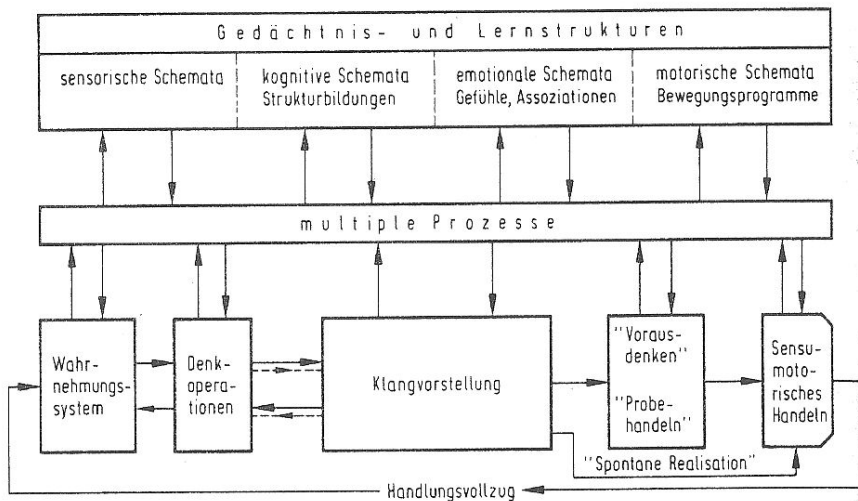 Gedächtnis- und Lernstrukturen
sensorische Schemata
kognitive Schemata
Strukturbildungen
emotionale Schemata
Gefühle, Assoziationen
motorische Schemata
Bewegungsprogramme
multiple Prozesse
Wahr-
nehmungs-
system
Denk-
opera-
tionen
Klangvorstellung
"Voraus-
denken"
"Probe-
handeln"
Sensu-
moto-
risches
Handeln
"Spontane Realisation"
Handlungsvollzug